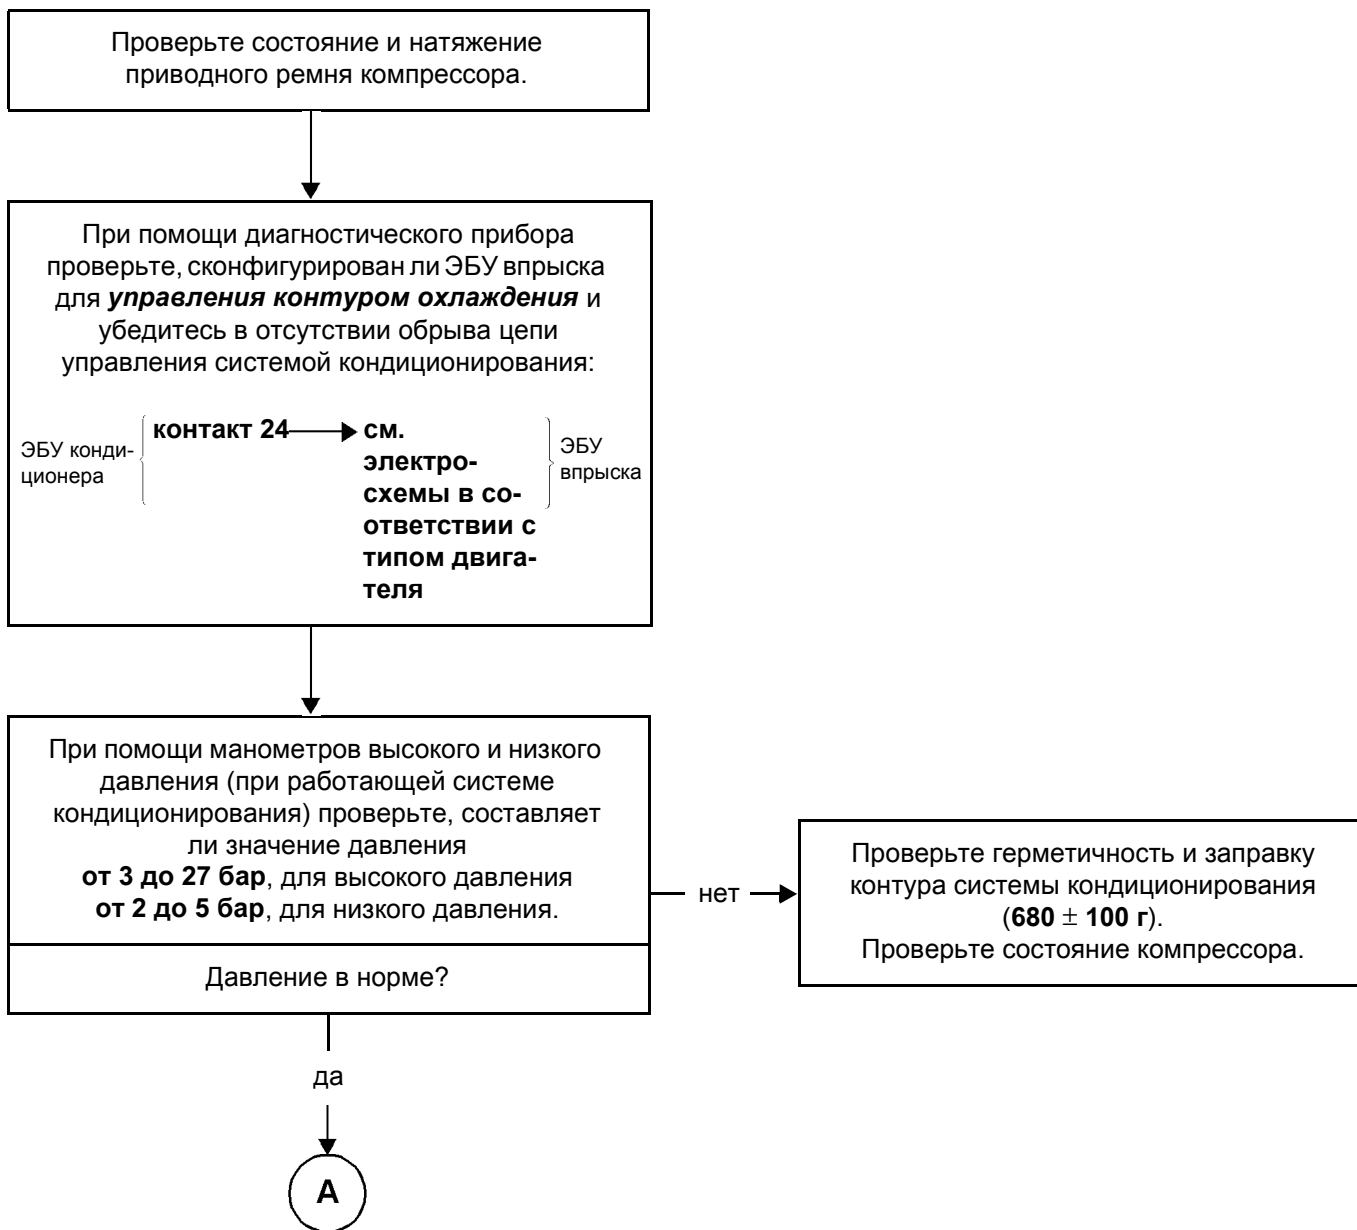 Проверьте состояние и натяжение
приводного ремня компрессора.
При помощи диагностического прибора
проверьте, сконфигурирован ли ЭБУ впрыска
для управления контуром охлаждения и
убедитесь в отсутствии обрыва цепи
управления системой кондиционирования:
ЭБУ конди-
ционера
контакт 24
см.
электро-
схемы в со-
ответствии с
типом двига-
теля
ЭБУ
впрыска
При помощи манометров высокого и низкого
давления (при работающей системе
кондиционирования) проверьте, составляет
ли значение давления
от 3 до 27 бар, для высокого давления
от 2 до 5 бар, для низкого давления.
Давление в норме?
нет
Проверьте герметичность и заправку
контура системы кондиционирования
(680 ± 100 г).
Проверьте состояние компрессора.
да
А